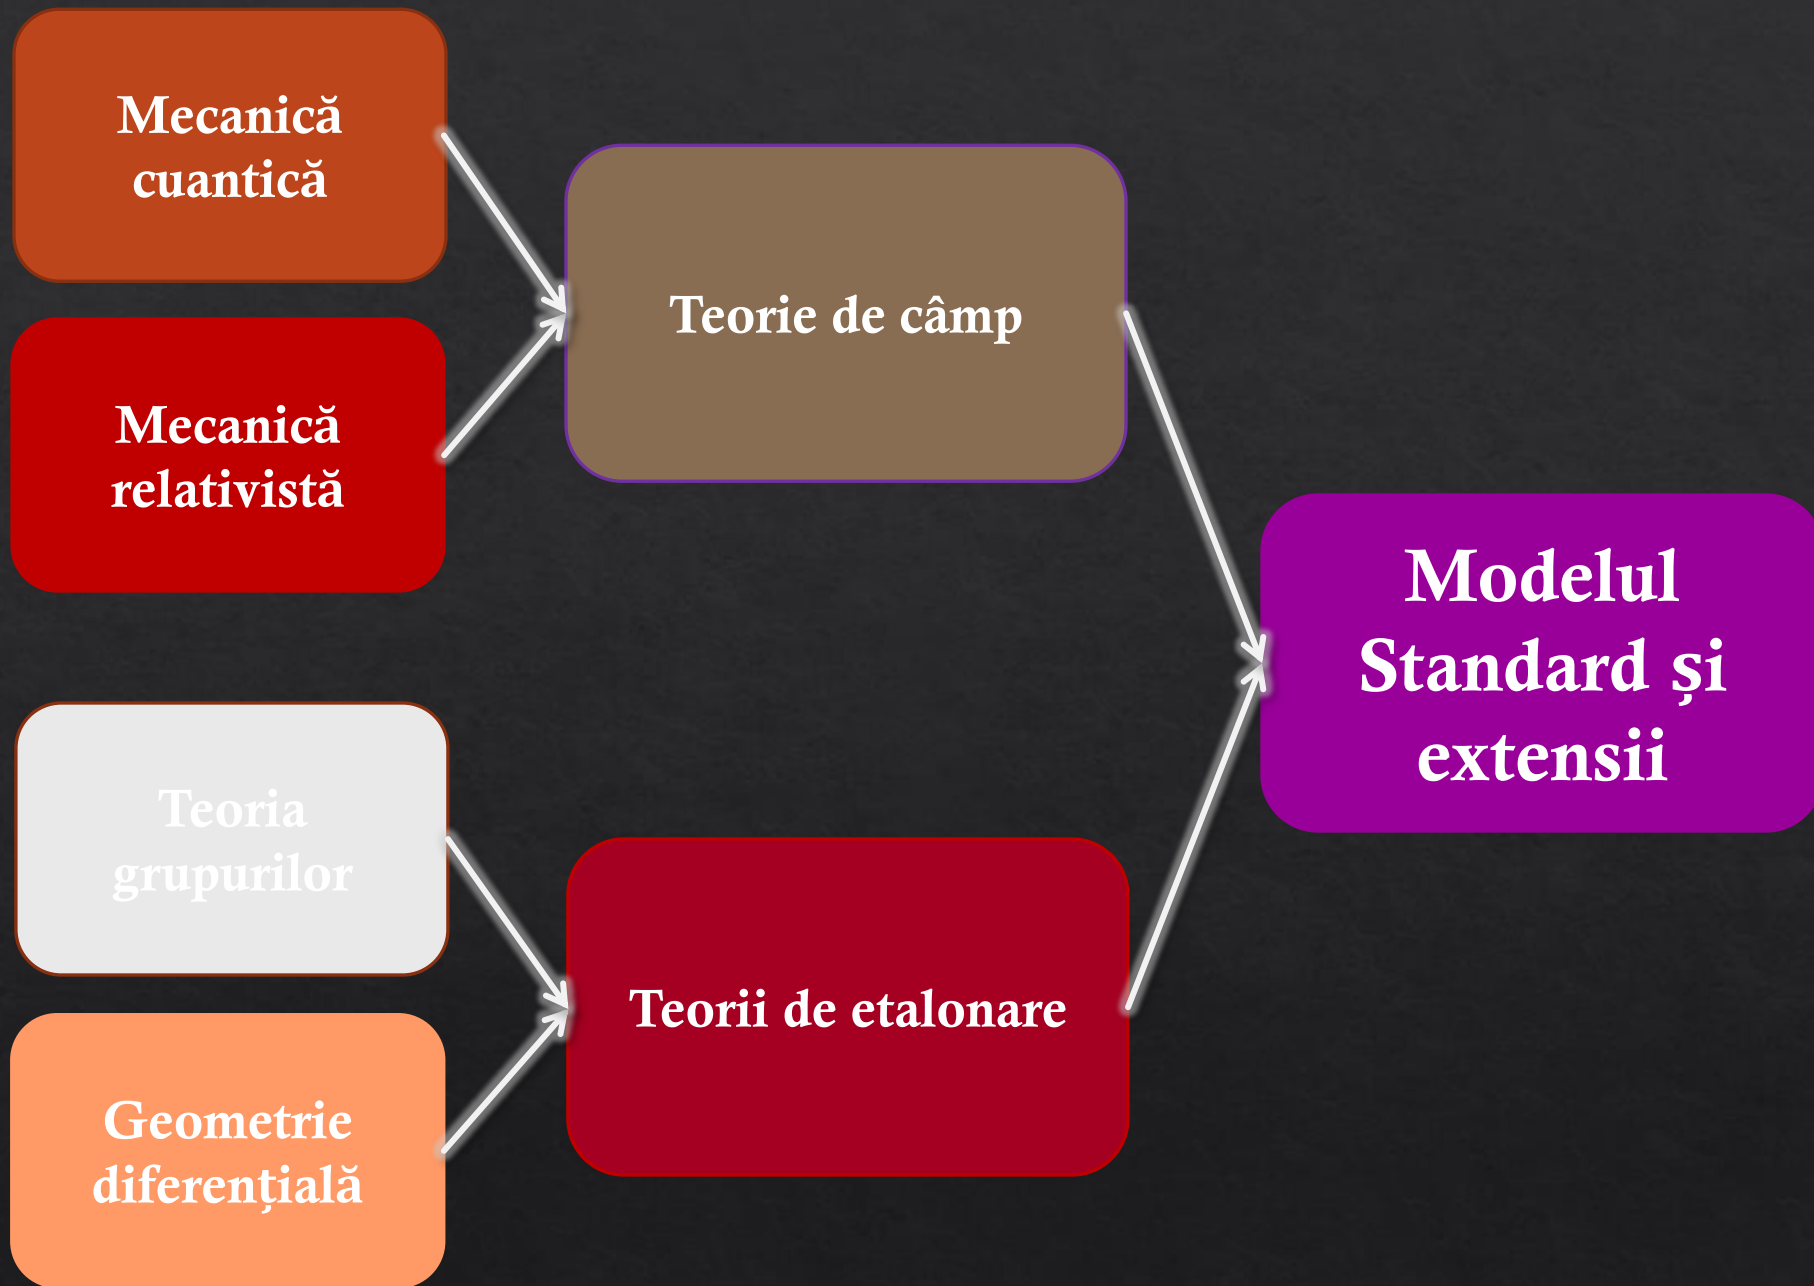 Mecanică
cuantică
Mecanică
relativistă
Teorie de câmp
Teoria
grupurilor
Geometrie
diferențială
Teorii de etalonare
Modelul
Standard și
extensii